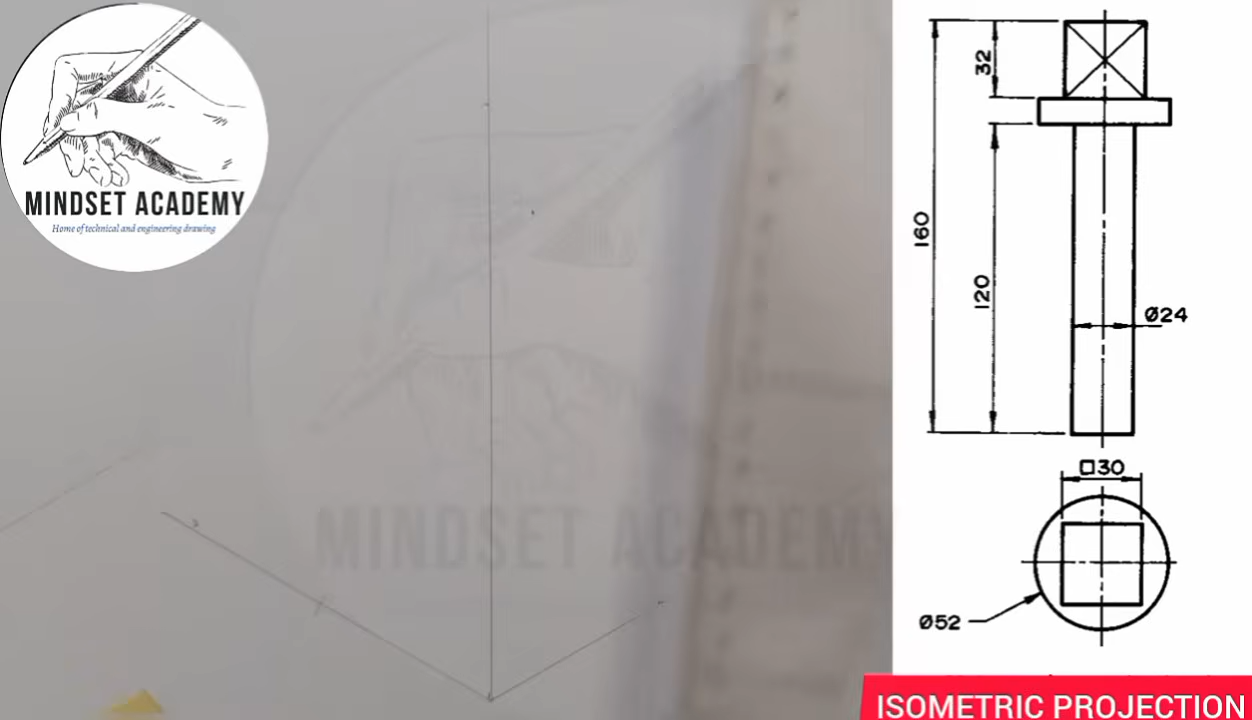 MINDSET ACADEMY
Home of technical and engineering drawing
MINDSET ACADEMY
32
160
120
Ø24
□30
Ø52
ISOMETRIC PROJECTION